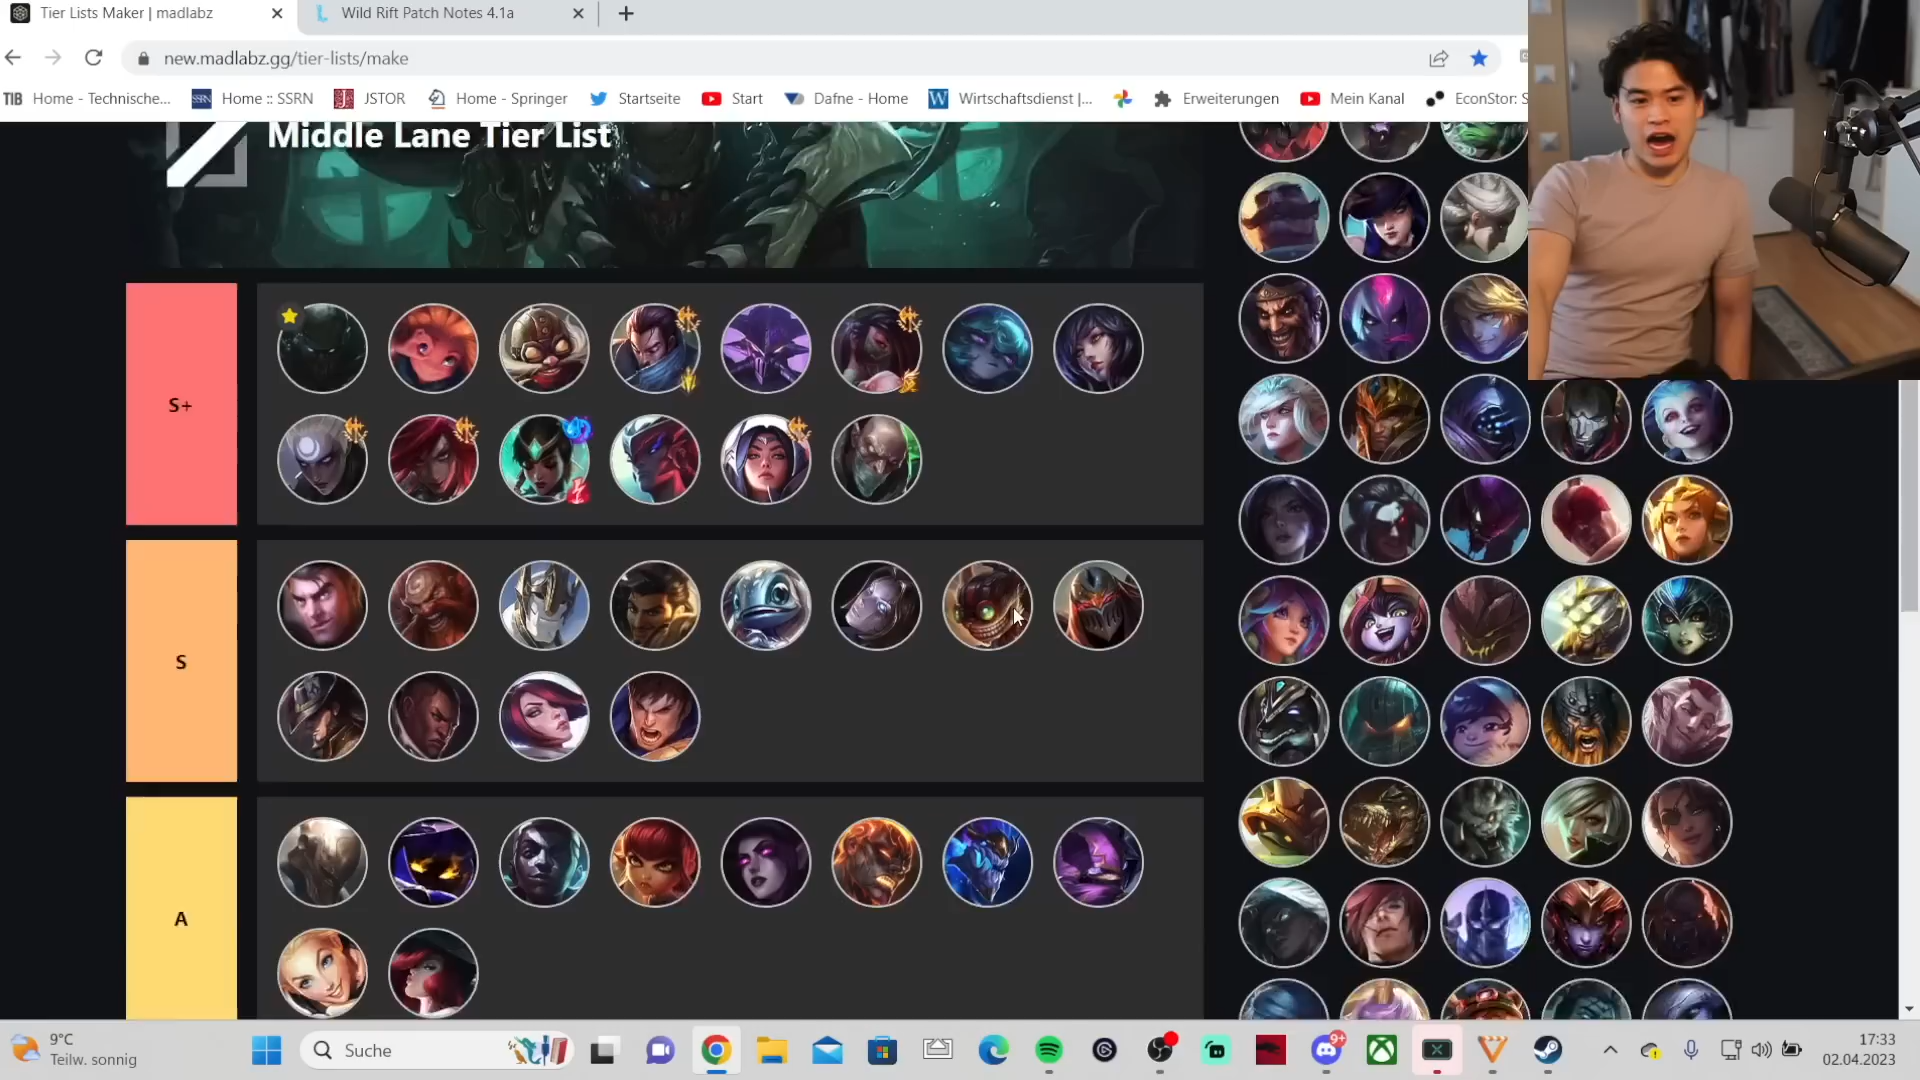 Tier Lists Maker | madlabz
Wild Rift Patch Notes 4.1a
new.madlabz.gg/tier-lists/make
TIB Home - Technische...
SSRN Home :: SSRN
JSTOR
Home - Springer
Startseite
Start
Dafne - Home
W Wirtschaftsdienst |...
Erweiterungen
Mein Kanal
EconStor: S
Middle Lane Tier List
S+
S
A
9°C
Teilw. sonnig
Suche
9+
17:33
02.04.2023